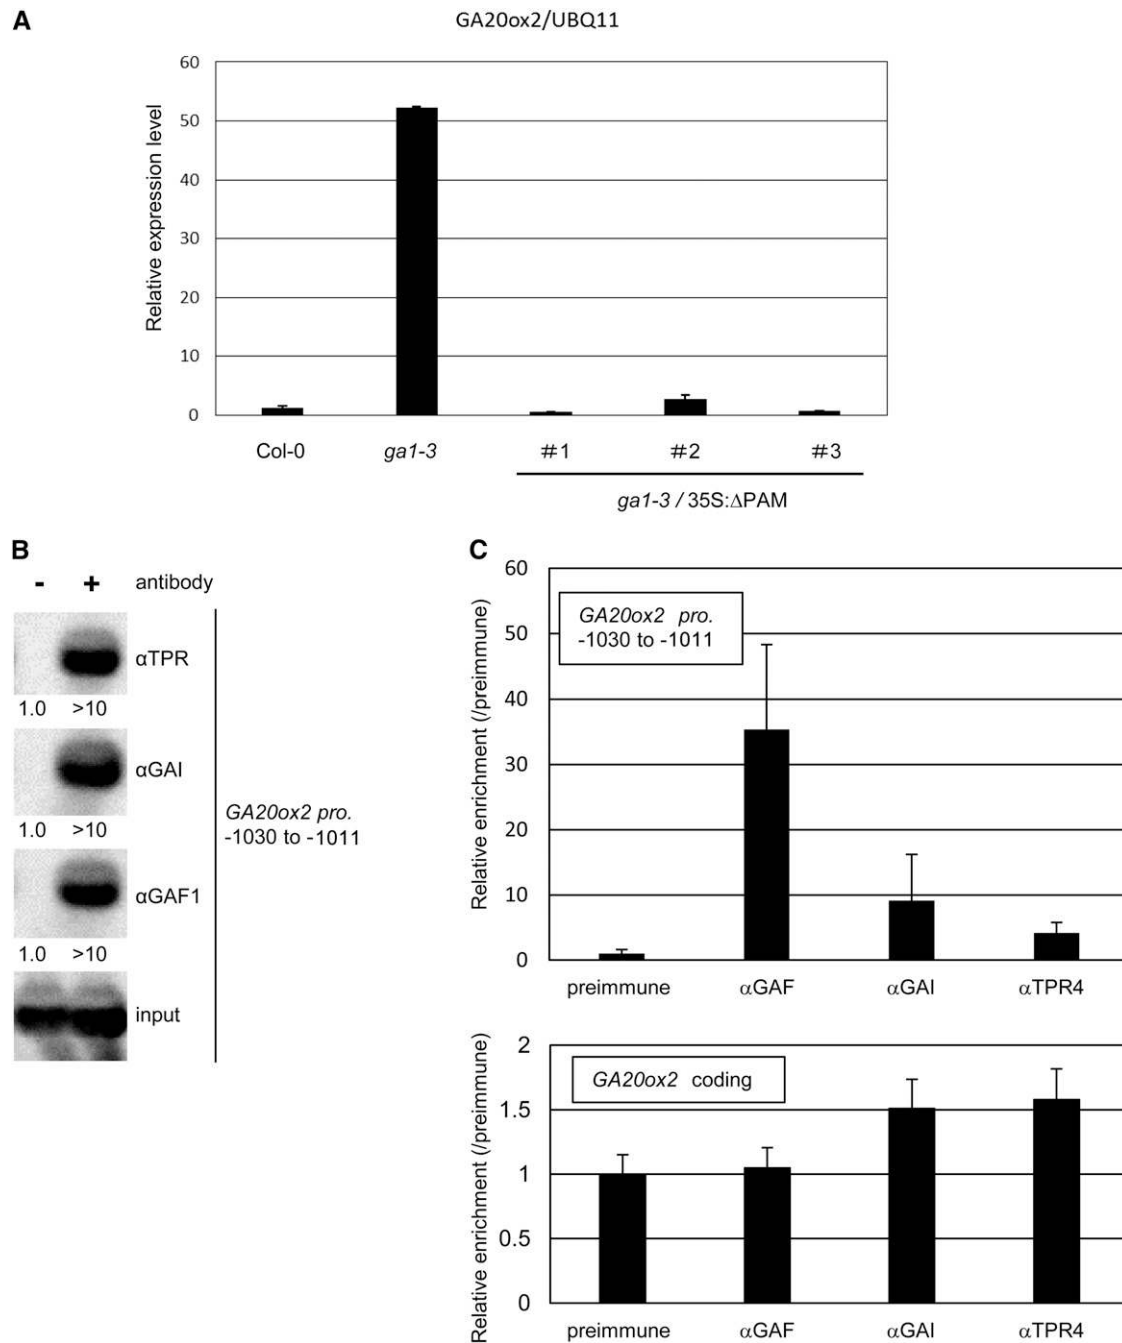 A
GA20ox2/UBQ11
Relative expression level
60
50
40
30
20
10
0
Col-0 ga1-3 #1 #2 #3
ga1-3 / 35S:ΔPAM
B
- + antibody
αTPR
1.0 >10
αGAI
1.0 >10
αGAF1
1.0 >10
input
GA20ox2 pro.
-1030 to -1011
C
Relative enrichment (/preimmune)
60
50
40
30
20
10
0
GA20ox2 pro.
-1030 to -1011
preimmune αGAF αGAI αTPR4
Relative enrichment (/preimmune)
2
1.5
1
0.5
0
GA20ox2 coding
preimmune αGAF αGAI αTPR4